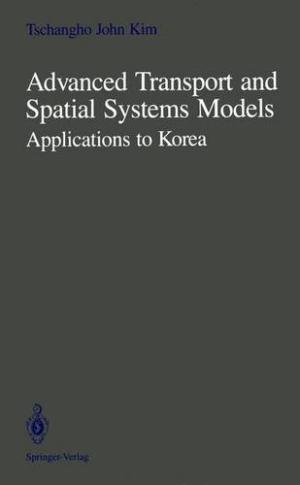 Tschangho John Kim
Advanced Transport and
Spatial Systems Models
Applications to Korea
Springer-Verlag